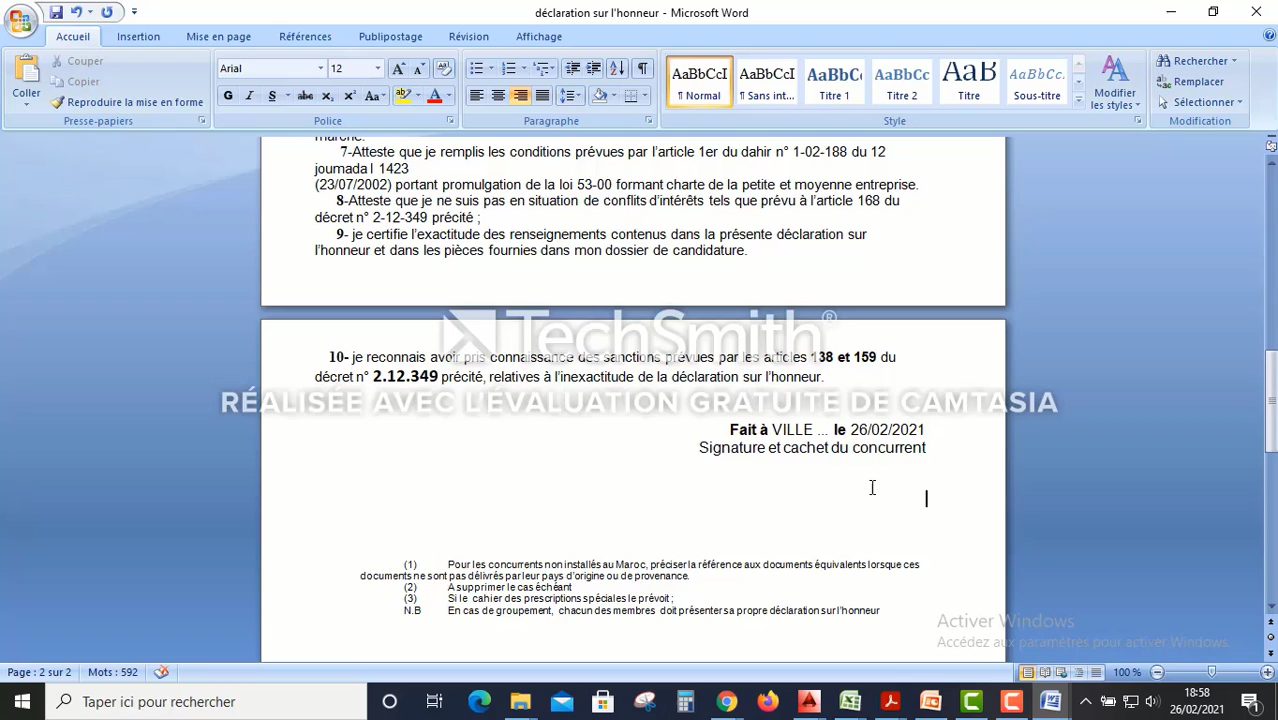 déclaration sur l'honneur - Microsoft Word
Accueil Insertion Mise en page Références Publipostage Révision Affichage
Couper
Copier
Coller
Reproduire la mise en forme
Presse-papiers
Arial 12
G I S abc X₂ X² Aa
Police
Paragraphe
AaBbCcI AaBbCcI AaBbCc AaBbCc AaB AaBbCc.
¶ Normal ¶ Sans int... Titre 1 Titre 2 Titre Sous-titre
Modifier les styles
Style
Rechercher
Remplacer
Sélectionner
Modification
marché.
7-Atteste que je remplis les conditions prévues par l'article 1er du dahir n° 1-02-188 du 12
joumada I 1423
(23/07/2002) portant promulgation de la loi 53-00 formant charte de la petite et moyenne entreprise.
8-Atteste que je ne suis pas en situation de conflits d'intérêts tels que prévu à l'article 168 du
décret n° 2-12-349 précité ;
9- je certifie l'exactitude des renseignements contenus dans la présente déclaration sur
l'honneur et dans les pièces fournies dans mon dossier de candidature.
TechSmith®
10- je reconnais avoir pris connaissance des sanctions prévues par les articles 138 et 159 du
décret n° 2.12.349 précité, relatives à l'inexactitude de la déclaration sur l'honneur.
RÉALISÉE AVEC L'ÉVALUATION GRATUITE DE CAMTASIA
Fait à VILLE ... le 26/02/2021
Signature et cachet du concurrent
(1) Pour les concurrents non installés au Maroc, préciser la référence aux documents équivalents lorsque ces
documents ne sont pas délivrés par leur pays d'origine ou de provenance.
(2) A supprimer le cas échéant
(3) Si le cahier des prescriptions spéciales le prévoit ;
N.B En cas de groupement, chacun des membres doit présenter sa propre déclaration sur l'honneur
Activer Windows
Accédez aux paramètres pour activer Windows.
Page : 2 sur 2 Mots : 592 100 %
Taper ici pour rechercher
18:58
26/02/2021